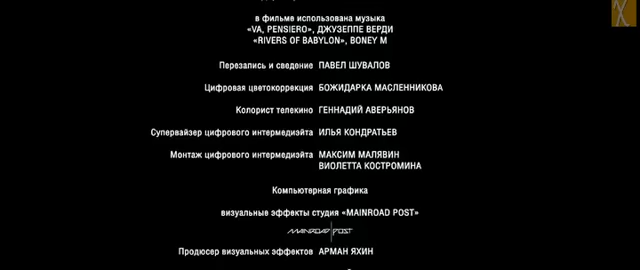 в фильме использована музыка
«VA, PENSIERO», ДЖУЗЕППЕ ВЕРДИ
«RIVERS OF BABYLON», BONEY M
Перезапись и сведение ПАВЕЛ ШУВАЛОВ
Цифровая цветокоррекция БОЖИДАРКА МАСЛЕННИКОВА
Колорист телекино ГЕННАДИЙ АВЕРЬЯНОВ
Супервайзер цифрового интермедиэйта ИЛЬЯ КОНДРАТЬЕВ
Монтаж цифрового интермедиэйта МАКСИМ МАЛЯВИН
ВИОЛЕТТА КОСТРОМИНА
Компьютерная графика
визуальные эффекты студия «MAINROAD POST»
MAINROAD POST
Продюсер визуальных эффектов АРМАН ЯХИН